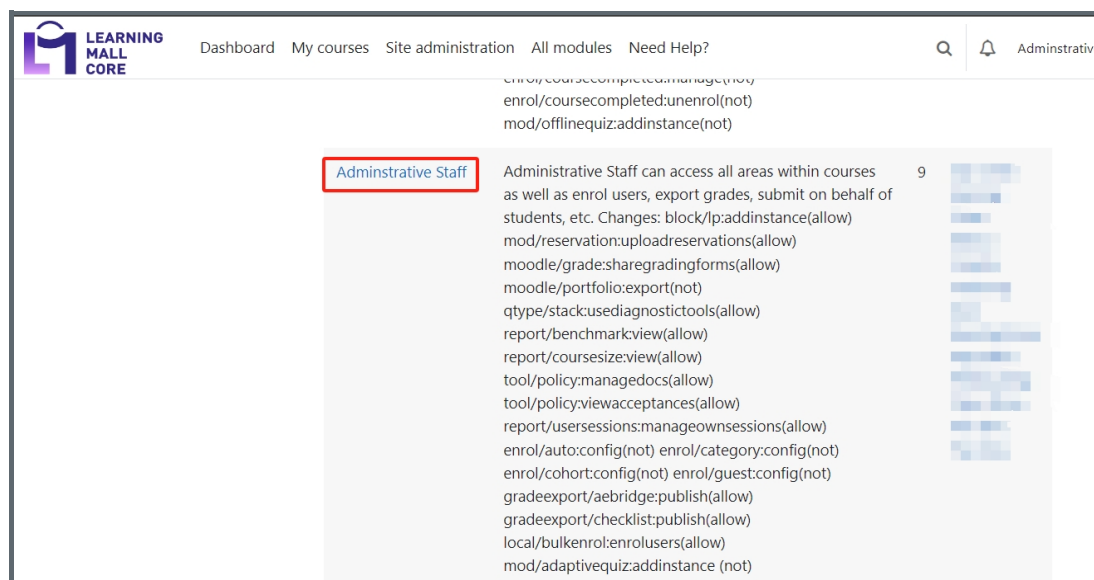 LEARNING
MALL
CORE
Dashboard My courses Site administration All modules Need Help?
Adminstrativ
enrol/coursecompleted:manage(not)
enrol/coursecompleted:unenrol(not)
mod/offlinequiz:addinstance(not)
Adminstrative Staff
Administrative Staff can access all areas within courses
as well as enrol users, export grades, submit on behalf of
students, etc. Changes: block/lp:addinstance(allow)
mod/reservation:uploadreservations(allow)
moodle/grade:sharegradingforms(allow)
moodle/portfolio:export(not)
qtype/stack:usediagnostictools(allow)
report/benchmark:view(allow)
report/coursesize:view(allow)
tool/policy:managedocs(allow)
tool/policy:viewacceptances(allow)
report/usersessions:manageownsessions(allow)
enrol/auto:config(not) enrol/category:config(not)
enrol/cohort:config(not) enrol/guest:config(not)
gradeexport/aebridge:publish(allow)
gradeexport/checklist:publish(allow)
local/bulkenrol:enrolusers(allow)
mod/adaptivequiz:addinstance (not)
9